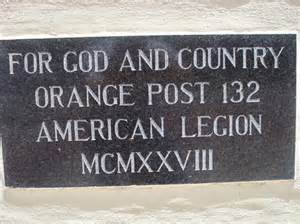 FOR GOD AND COUNTRY
ORANGE POST 132
AMERICAN LEGION
MCMXXVIII